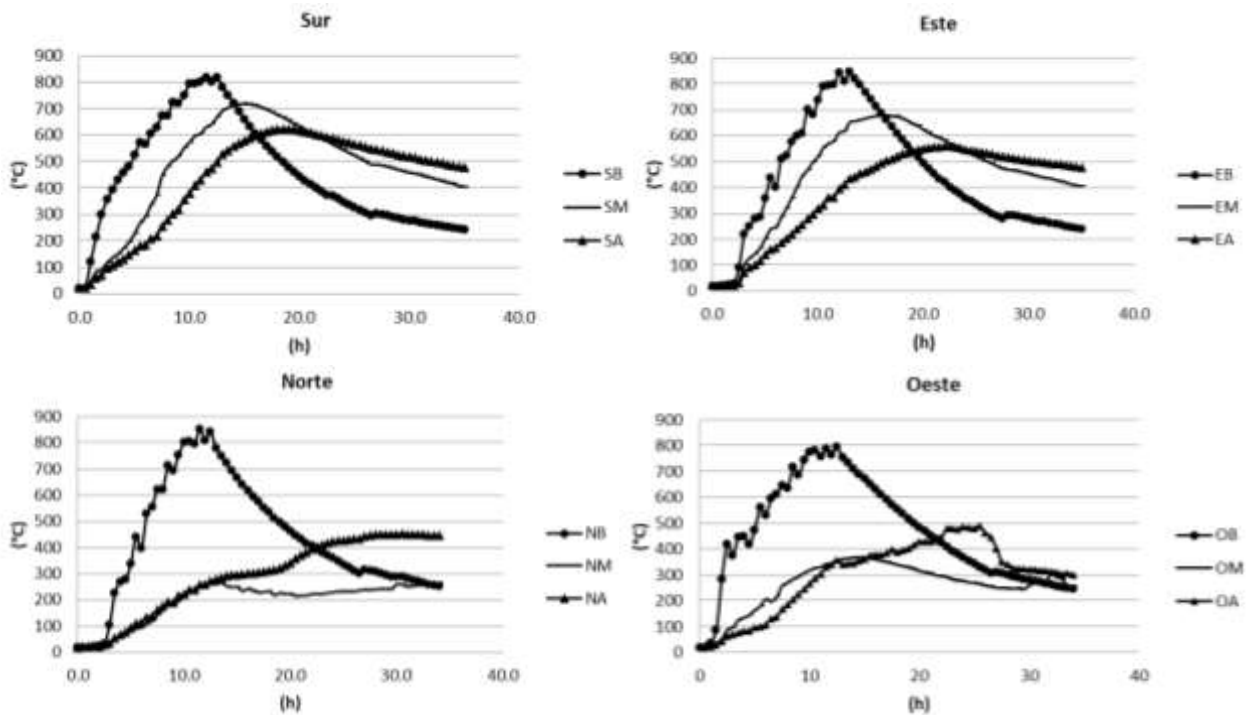 Sur
900
800
700
600
500
400
300
200
100
0
(°C)
0.0 10.0 20.0 30.0 40.0
(h)
SB
SM
SA
Este
900
800
700
600
500
400
300
200
100
0
(°C)
0.0 10.0 20.0 30.0 40.0
(h)
EB
EM
EA
Norte
900
800
700
600
500
400
300
200
100
0
(°C)
0.0 10.0 20.0 30.0 40.0
(h)
NB
NM
NA
Oeste
900
800
700
600
500
400
300
200
100
0
(°C)
0 10 20 30 40
(h)
OB
OM
OA